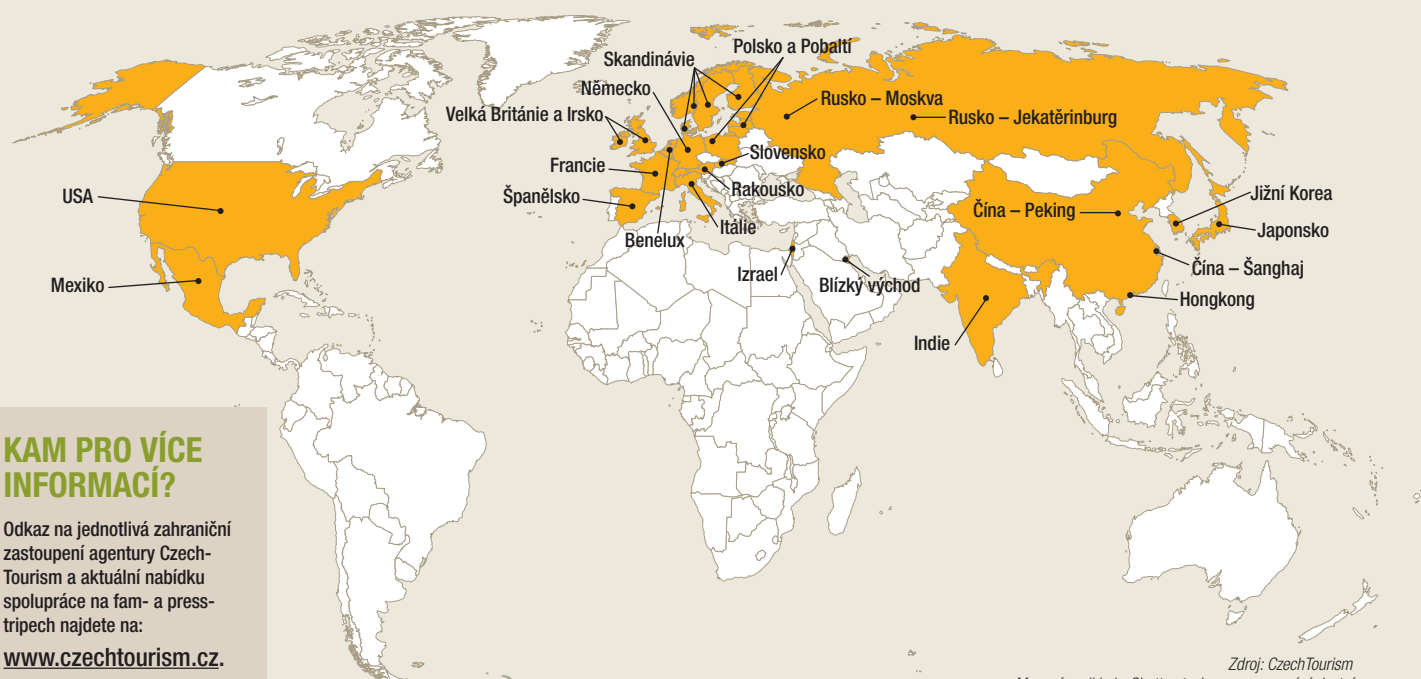 Skandinávie
Polsko a Pobaltí
Německo
Velká Británie a Irsko
Rusko – Moskva
Rusko – Jekatěrinburg
Francie
Slovensko
USA
Španělsko
Rakousko
Jižní Korea
Čína – Peking
Itálie
Benelux
Japonsko
Izrael
Blízký východ
Čína – Šanghaj
Mexiko
Hongkong
Indie
KAM PRO VÍCE
INFORMACÍ?
Odkaz na jednotlivá zahraniční
zastoupení agentury Czech-
Tourism a aktuální nabídku
spolupráce na fam- a press-
tripech najdete na:
www.czechtourism.cz.
Zdroj: CzechTourism